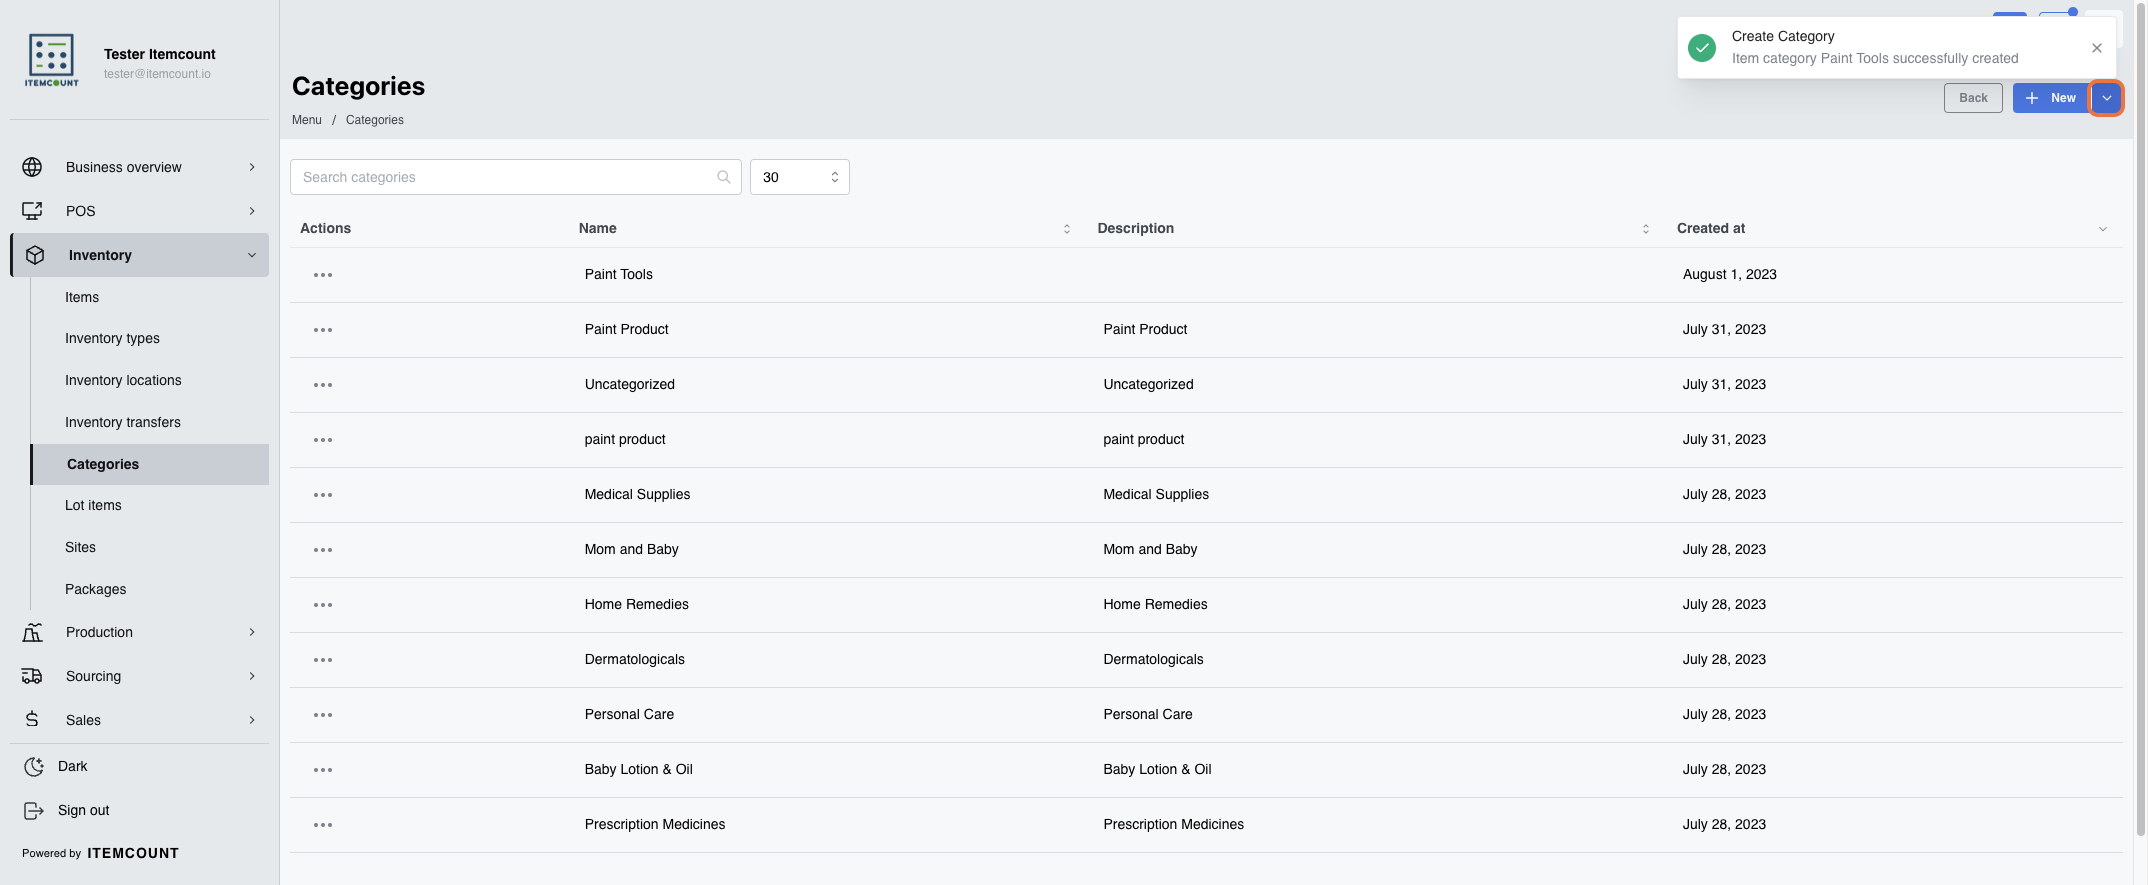 ITEMCOUNT
Tester Itemcount
tester@itemcount.io
Business overview
POS
Inventory
Items
Inventory types
Inventory locations
Inventory transfers
Categories
Lot items
Sites
Packages
Production
Sourcing
Sales
Dark
Sign out
Powered by ITEMCOUNT
Create Category
Item category Paint Tools successfully created
Categories
Menu / Categories
Back
New
Search categories
30
Actions Name Description Created at
Paint Tools August 1, 2023
Paint Product Paint Product July 31, 2023
Uncategorized Uncategorized July 31, 2023
paint product paint product July 31, 2023
Medical Supplies Medical Supplies July 28, 2023
Mom and Baby Mom and Baby July 28, 2023
Home Remedies Home Remedies July 28, 2023
Dermatologicals Dermatologicals July 28, 2023
Personal Care Personal Care July 28, 2023
Baby Lotion & Oil Baby Lotion & Oil July 28, 2023
Prescription Medicines Prescription Medicines July 28, 2023